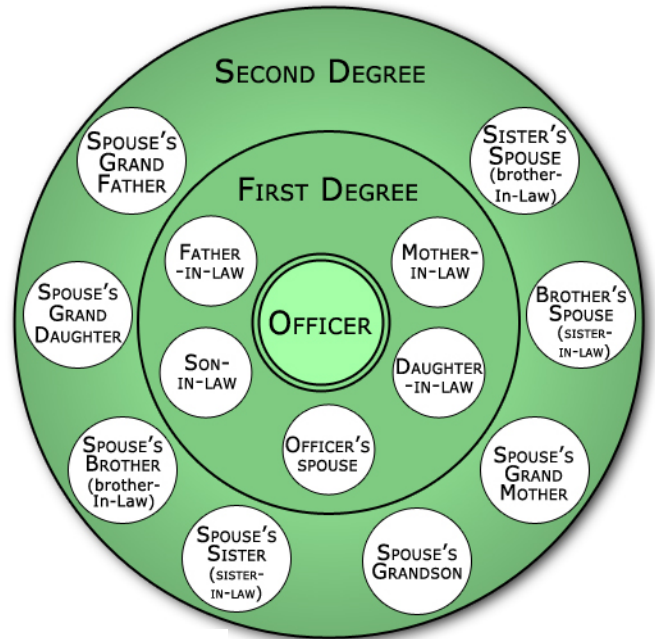 SECOND DEGREE
SPOUSE'S
GRAND
FATHER
SISTER'S
SPOUSE
(brother-
In-Law)
FIRST DEGREE
FATHER
-IN-LAW
MOTHER-
IN-LAW
SPOUSE'S
GRAND
DAUGHTER
OFFICER
BROTHER'S
SPOUSE
(SISTER-
IN-LAW)
SON-
IN-LAW
DAUGHTER
-IN-LAW
OFFICER'S
SPOUSE
SPOUSE'S
BROTHER
(brother-
In-Law)
SPOUSE'S
GRAND
MOTHER
SPOUSE'S
SISTER
(SISTER-
IN-LAW)
SPOUSE'S
GRANDSON